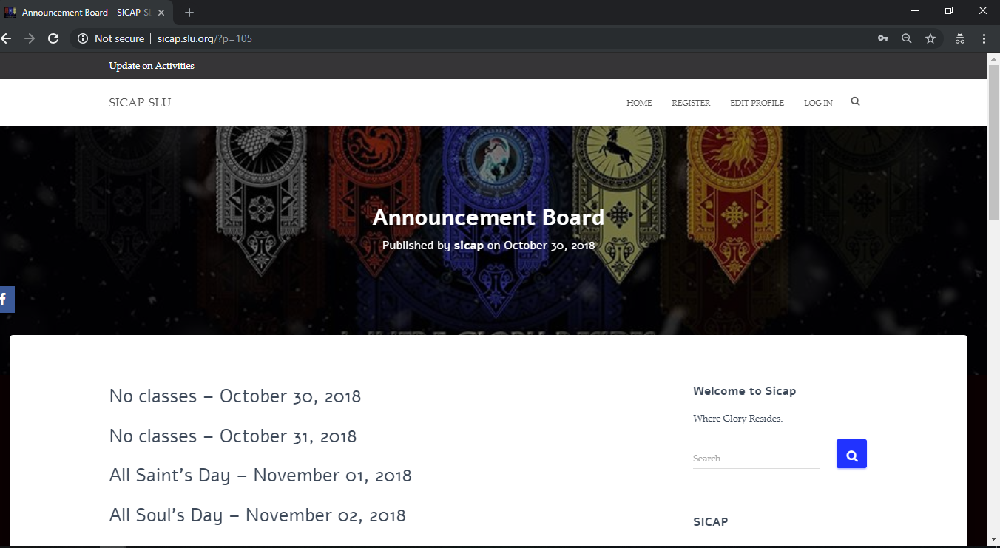 Announcement Board – SICAP-SL
Not secure sicap.slu.org/?p=105
Update on Activities
SICAP-SLU HOME REGISTER EDIT PROFILE LOG IN
Announcement Board
Published by sicap on October 30, 2018
f
No classes – October 30, 2018
Welcome to Sicap
Where Glory Resides.
No classes – October 31, 2018
Search …
All Saint's Day – November 01, 2018
All Soul's Day – November 02, 2018
SICAP